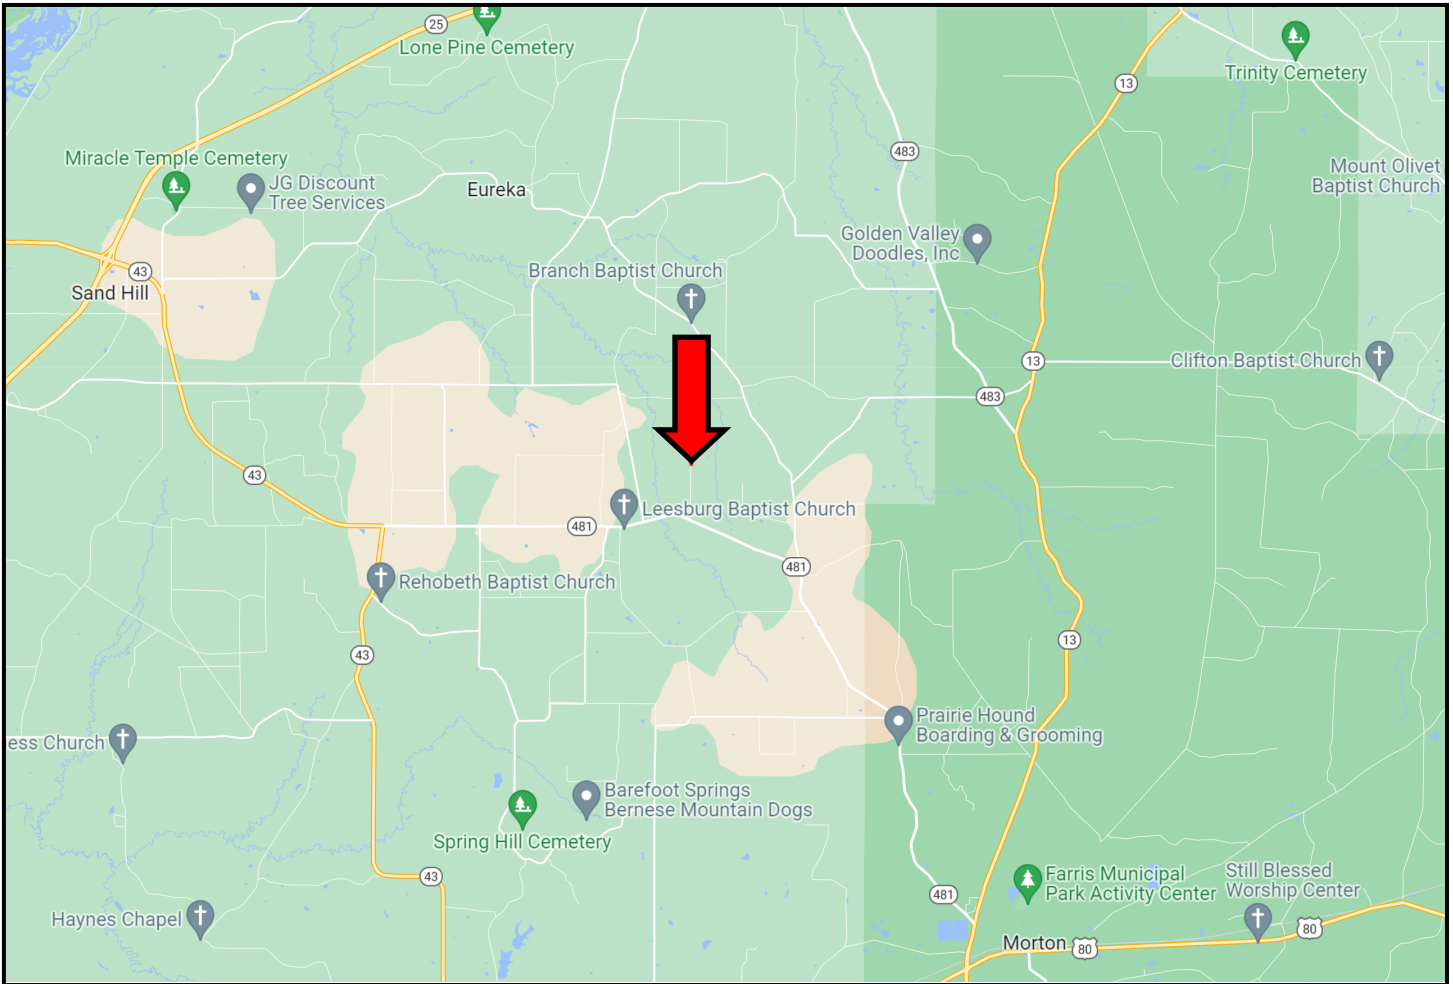 25
Lone Pine Cemetery
13
Trinity Cemetery
Miracle Temple Cemetery
JG Discount
Tree Services
Eureka
483
Mount Olivet
Baptist Church
Golden Valley
Doodles, Inc
43
Sand Hill
Branch Baptist Church
13
Clifton Baptist Church
483
43
Leesburg Baptist Church
481
481
Rehobeth Baptist Church
43
13
Prairie Hound
Boarding & Grooming
ess Church
Barefoot Springs
Bernese Mountain Dogs
Spring Hill Cemetery
43
481
Farris Municipal
Park Activity Center
Still Blessed
Worship Center
Haynes Chapel
Morton
80
80